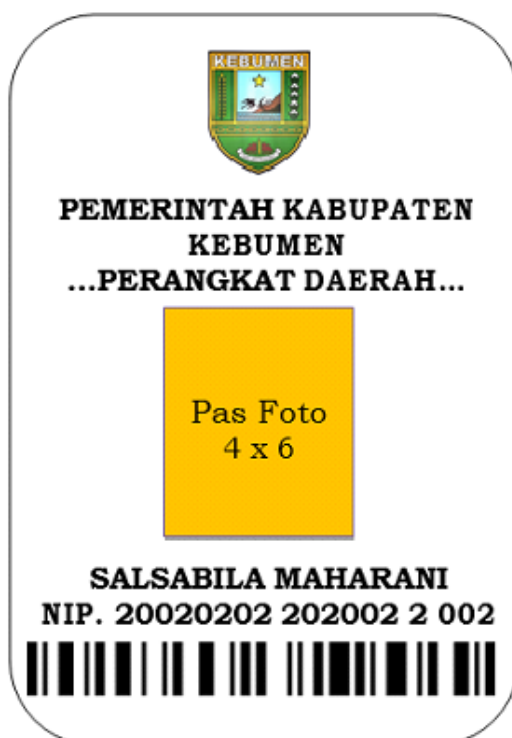 KEBUMEN
PEMERINTAH KABUPATEN
KEBUMEN
...PERANGKAT DAERAH...
Pas Foto
4 x 6
SALSABILA MAHARANI
NIP. 20020202 202002 2 002